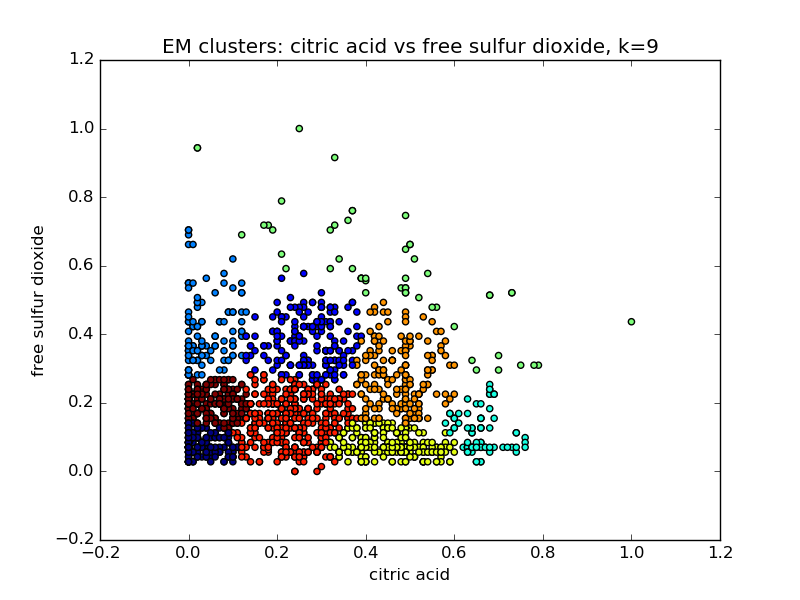 EM clusters: citric acid vs free sulfur dioxide, k=9
1.2
1.0
0.8
0.6
0.4
0.2
0.0
−0.2
free sulfur dioxide
−0.2 0.0 0.2 0.4 0.6 0.8 1.0 1.2
citric acid